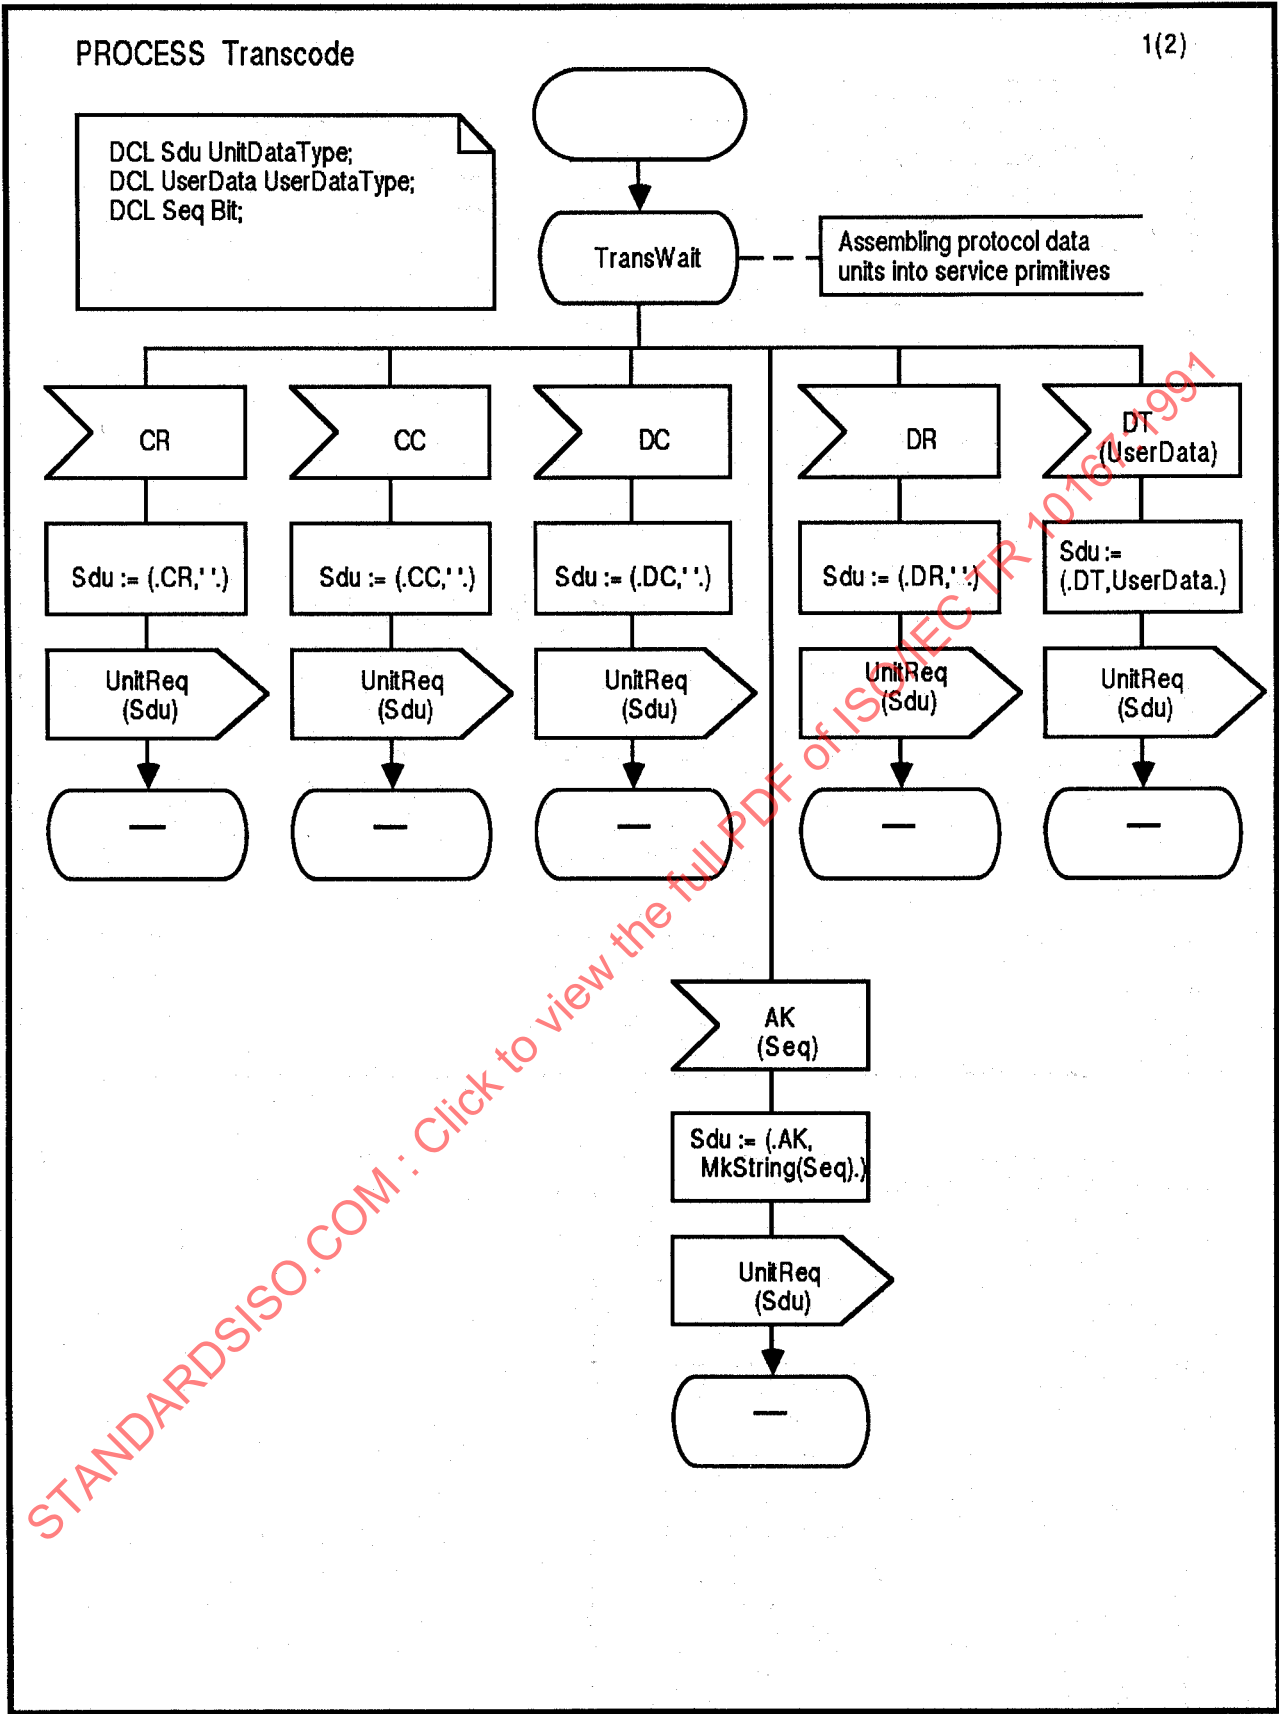 PROCESS Transcode
1(2)
DCL Sdu UnitDataType;
DCL UserData UserDataType;
DCL Seq Bit;
TransWait
Assembling protocol data
units into service primitives
CR
CC
DC
DR
DT
(UserData)
Sdu := (.CR,' '.)
Sdu := (.CC,' '.)
Sdu := (.DC,' '.)
Sdu := (.DR,' '.)
Sdu :=
(.DT,UserData.)
UnitReq
(Sdu)
UnitReq
(Sdu)
UnitReq
(Sdu)
UnitReq
(Sdu)
UnitReq
(Sdu)
—
—
—
—
—
AK
(Seq)
Sdu := (.AK,
MkString(Seq).)
UnitReq
(Sdu)
—
STANDARDSISO.COM : Click to view the full PDF of ISO/IEC TR 10167:1991